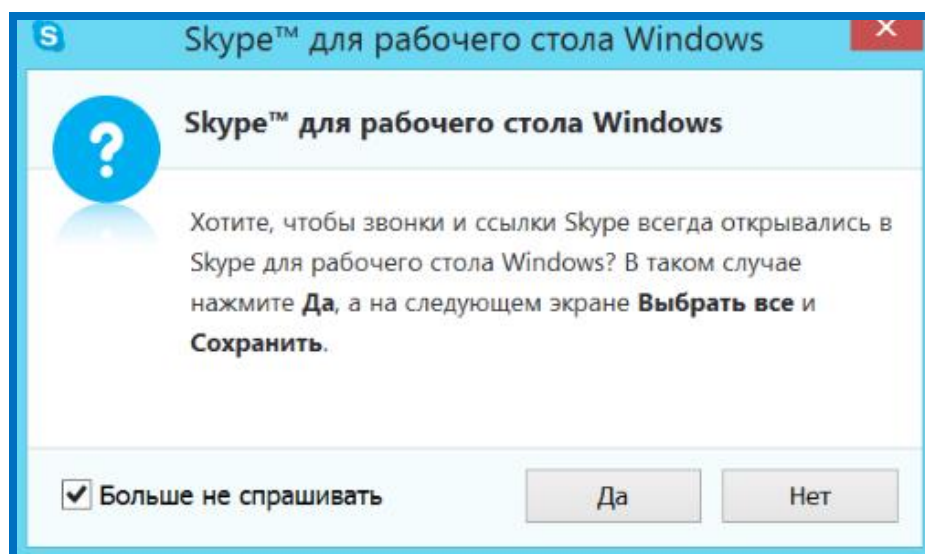 Skype™ для рабочего стола Windows
Skype™ для рабочего стола Windows
Хотите, чтобы звонки и ссылки Skype всегда открывались в
Skype для рабочего стола Windows? В таком случае
нажмите Да, а на следующем экране Выбрать все и
Сохранить.
Больше не спрашивать
Да
Нет